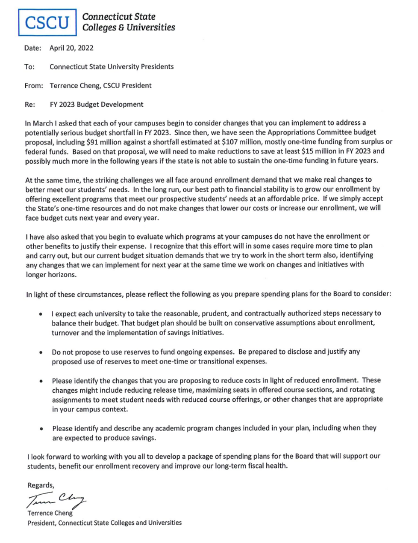 CSCU
Connecticut State
Colleges & Universities
Date: April 20, 2022
To: Connecticut State University Presidents
From: Terrence Cheng, CSCU President
Re: FY 2023 Budget Development
In March I asked that each of your campuses begin to consider changes that you can implement to address a
potentially serious budget shortfall in FY 2023. Since then, we have seen the Appropriations Committee budget
proposal, including $91 million against a shortfall estimated at $107 million, mostly one-time funding from surplus or
federal funds. Based on that proposal, we will need to make reductions to save at least $15 million in FY 2023 and
possibly much more in the following years if the state is not able to sustain the one-time funding in future years.
At the same time, the striking challenges we all face around enrollment demand that we make real changes to
better meet our students' needs. In the long run, our best path to financial stability is to grow our enrollment by
offering excellent programs that meet our prospective students' needs at an affordable price. If we simply accept
the State's one-time resources and do not make changes that lower our costs or increase our enrollment, we will
face budget cuts next year and every year.
I have also asked that you begin to evaluate which programs at your campuses do not have the enrollment or
other benefits to justify their expense. I recognize that this effort will in some cases require more time to plan
and carry out, but our current budget situation demands that we try to work in the short term also, identifying
any changes that we can implement for next year at the same time we work on changes and initiatives with
longer horizons.
In light of these circumstances, please reflect the following as you prepare spending plans for the Board to consider:
• I expect each university to take the reasonable, prudent, and contractually authorized steps necessary to
balance their budget. That budget plan should be built on conservative assumptions about enrollment,
turnover and the implementation of savings initiatives.
• Do not propose to use reserves to fund ongoing expenses. Be prepared to disclose and justify any
proposed use of reserves to meet one-time or transitional expenses.
• Please identify the changes that you are proposing to reduce costs in light of reduced enrollment. These
changes might include reducing release time, maximizing seats in offered course sections, and rotating
assignments to meet student needs with reduced course offerings, or other changes that are appropriate
in your campus context.
• Please identify and describe any academic program changes included in your plan, including when they
are expected to produce savings.
I look forward to working with you all to develop a package of spending plans for the Board that will support our
students, benefit our enrollment recovery and improve our long-term fiscal health.
Regards,
Terrence Cheng
President, Connecticut State Colleges and Universities